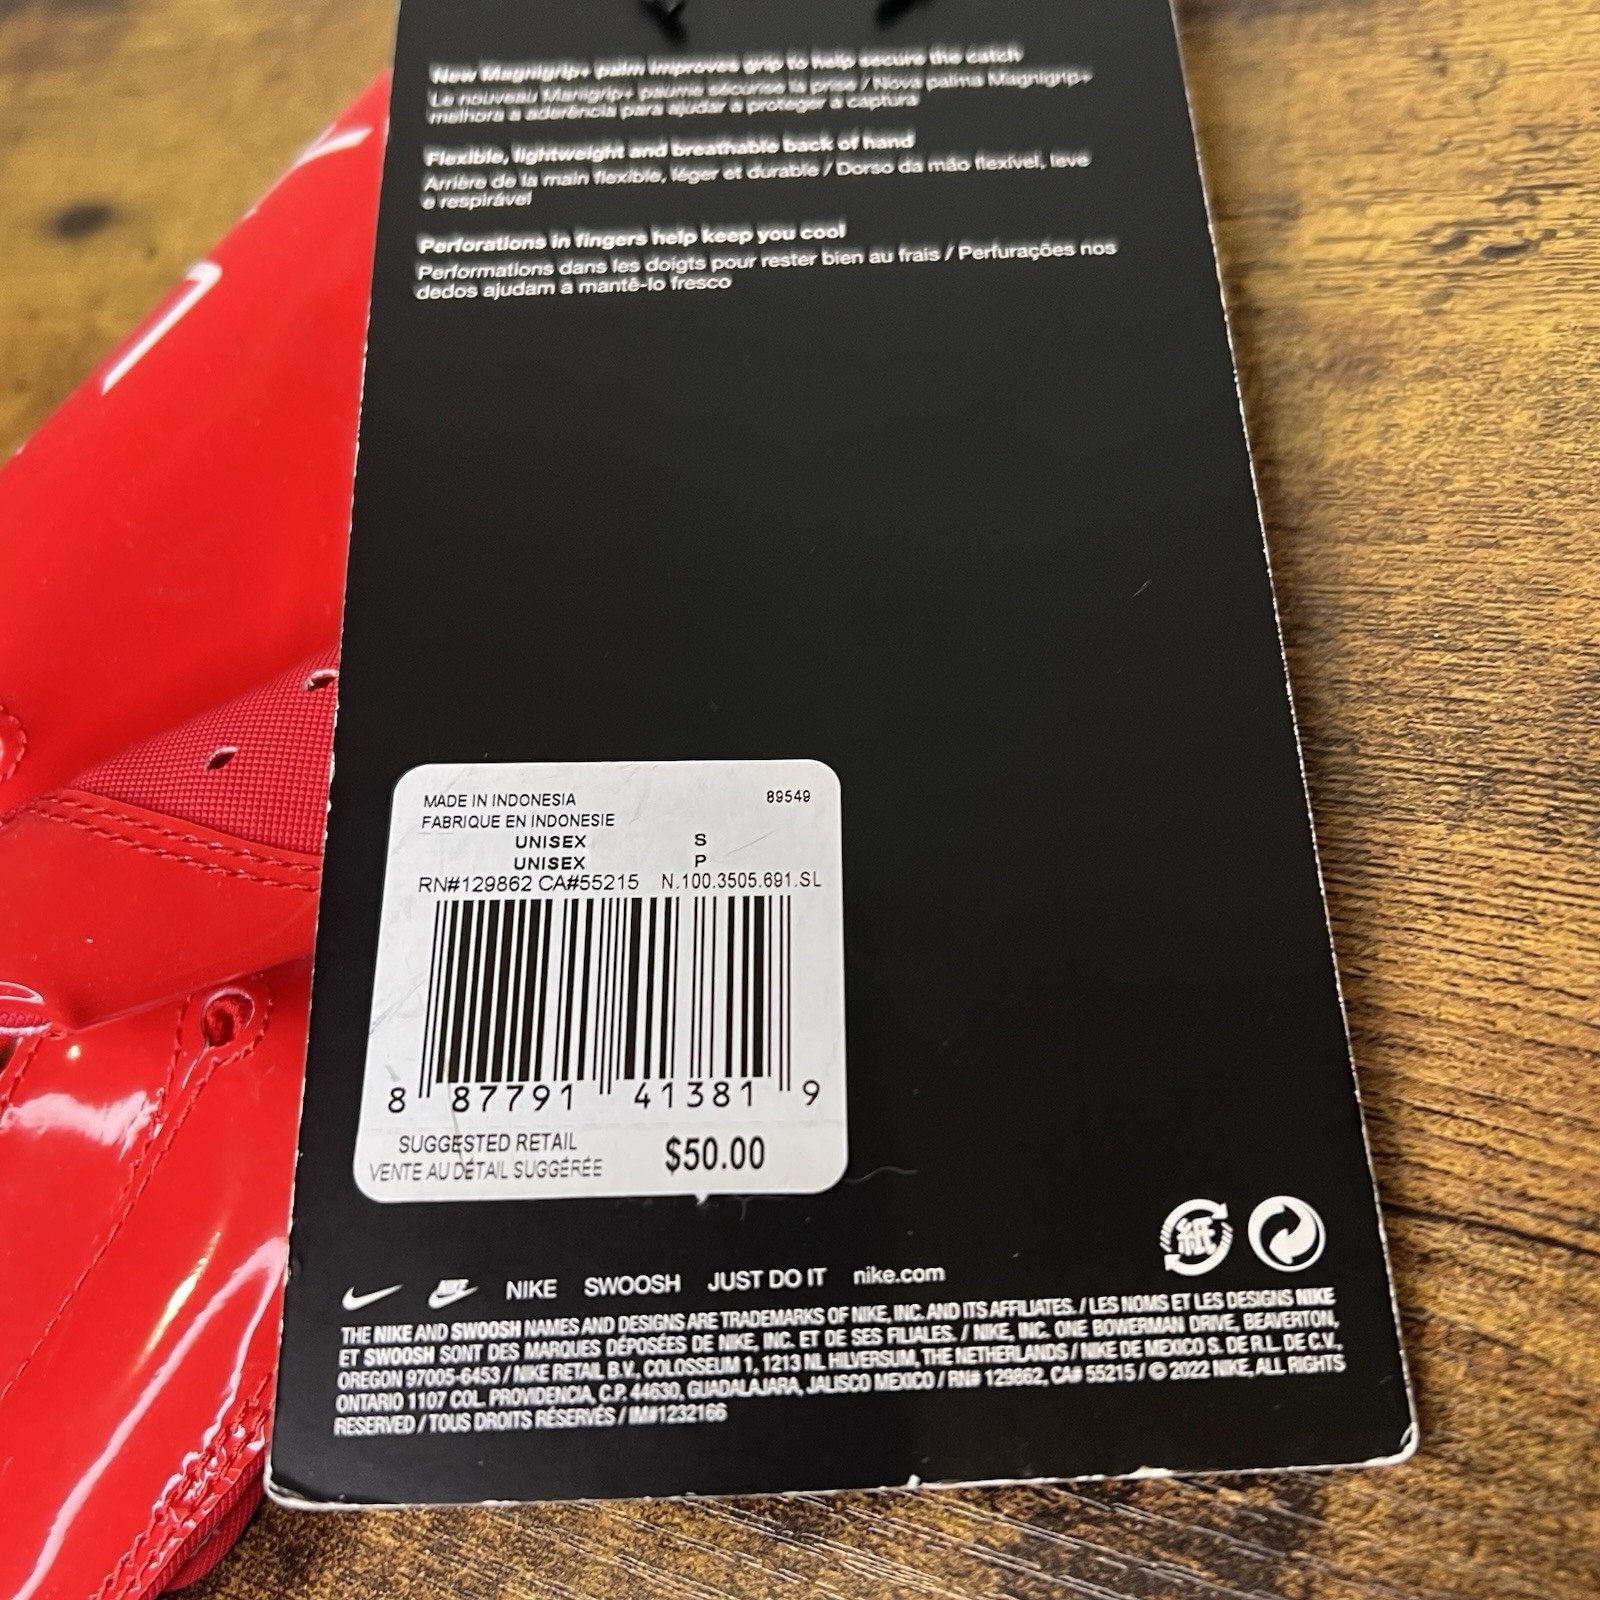 New Magnigrip+ palm improves grip to help secure the catch
Le nouveau Manigrip+ paume sécurise la prise / Nova palma Magnigrip+
melhora a aderência para ajudar a proteger a captura
Flexible, lightweight and breathable back of hand
Arrière de la main flexible, léger et durable / Dorso da mão flexível, leve
e respirável
Perforations in fingers help keep you cool
Performations dans les doigts pour rester bien au frais / Perfurações nos
dedos ajudam a mantê-lo fresco
MADE IN INDONESIA 89549
FABRIQUE EN INDONESIE
UNISEX S
UNISEX P
RN#129862 CA#55215 N.100.3505.691.SL
8 87791 41381 9
SUGGESTED RETAIL $50.00
VENTE AU DÉTAIL SUGGÉRÉE
紙
NIKE NIKE SWOOSH JUST DO IT nike.com
THE NIKE AND SWOOSH NAMES AND DESIGNS ARE TRADEMARKS OF NIKE, INC. AND ITS AFFILIATES. / LES NOMS ET LES DESIGNS NIKE
ET SWOOSH SONT DES MARQUES DÉPOSÉES DE NIKE, INC. ET DE SES FILIALES. / NIKE, INC. ONE BOWERMAN DRIVE, BEAVERTON,
OREGON 97005-6453 / NIKE RETAIL B.V., COLOSSEUM 1, 1213 NL HILVERSUM, THE NETHERLANDS / NIKE DE MEXICO S. DE R.L. DE C.V.,
ONTARIO 1107 COL. PROVIDENCIA, C.P. 44630, GUADALAJARA, JALISCO MEXICO / RN# 129862, CA# 55215 / © 2022 NIKE, ALL RIGHTS
RESERVED / TOUS DROITS RÉSERVÉS / IM#1232166